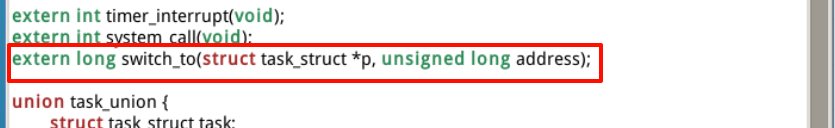 extern int timer_interrupt(void);
extern int system_call(void);
extern long switch_to(struct task_struct *p, unsigned long address);
union task_union {
struct task_struct task;